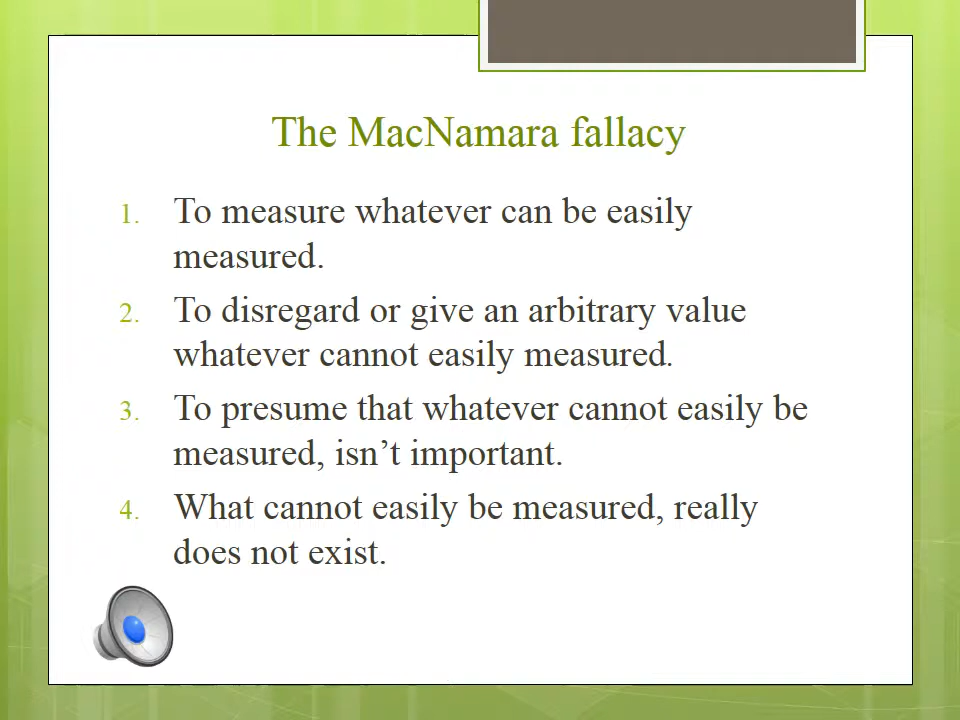 The MacNamara fallacy
1. To measure whatever can be easily
measured.
2. To disregard or give an arbitrary value
whatever cannot easily measured.
3. To presume that whatever cannot easily be
measured, isn’t important.
4. What cannot easily be measured, really
does not exist.